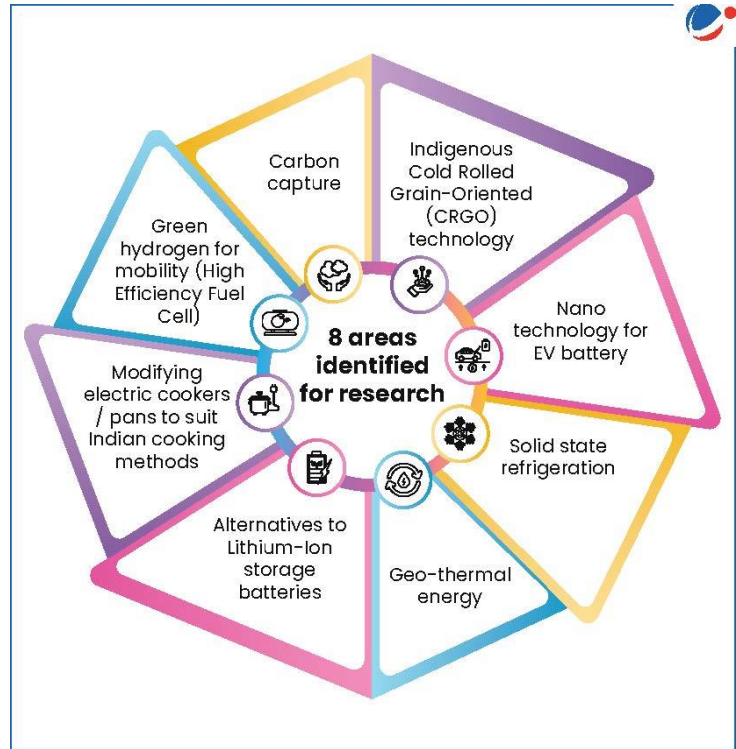 8 areas
identified
for research
Carbon
capture
Indigenous
Cold Rolled
Grain-Oriented
(CRGO)
technology
Nano
technology for
EV battery
Solid state
refrigeration
Geo-thermal
energy
Alternatives to
Lithium-Ion
storage
batteries
Modifying
electric cookers
/ pans to suit
Indian cooking
methods
Green
hydrogen for
mobility (High
Efficiency Fuel
Cell)